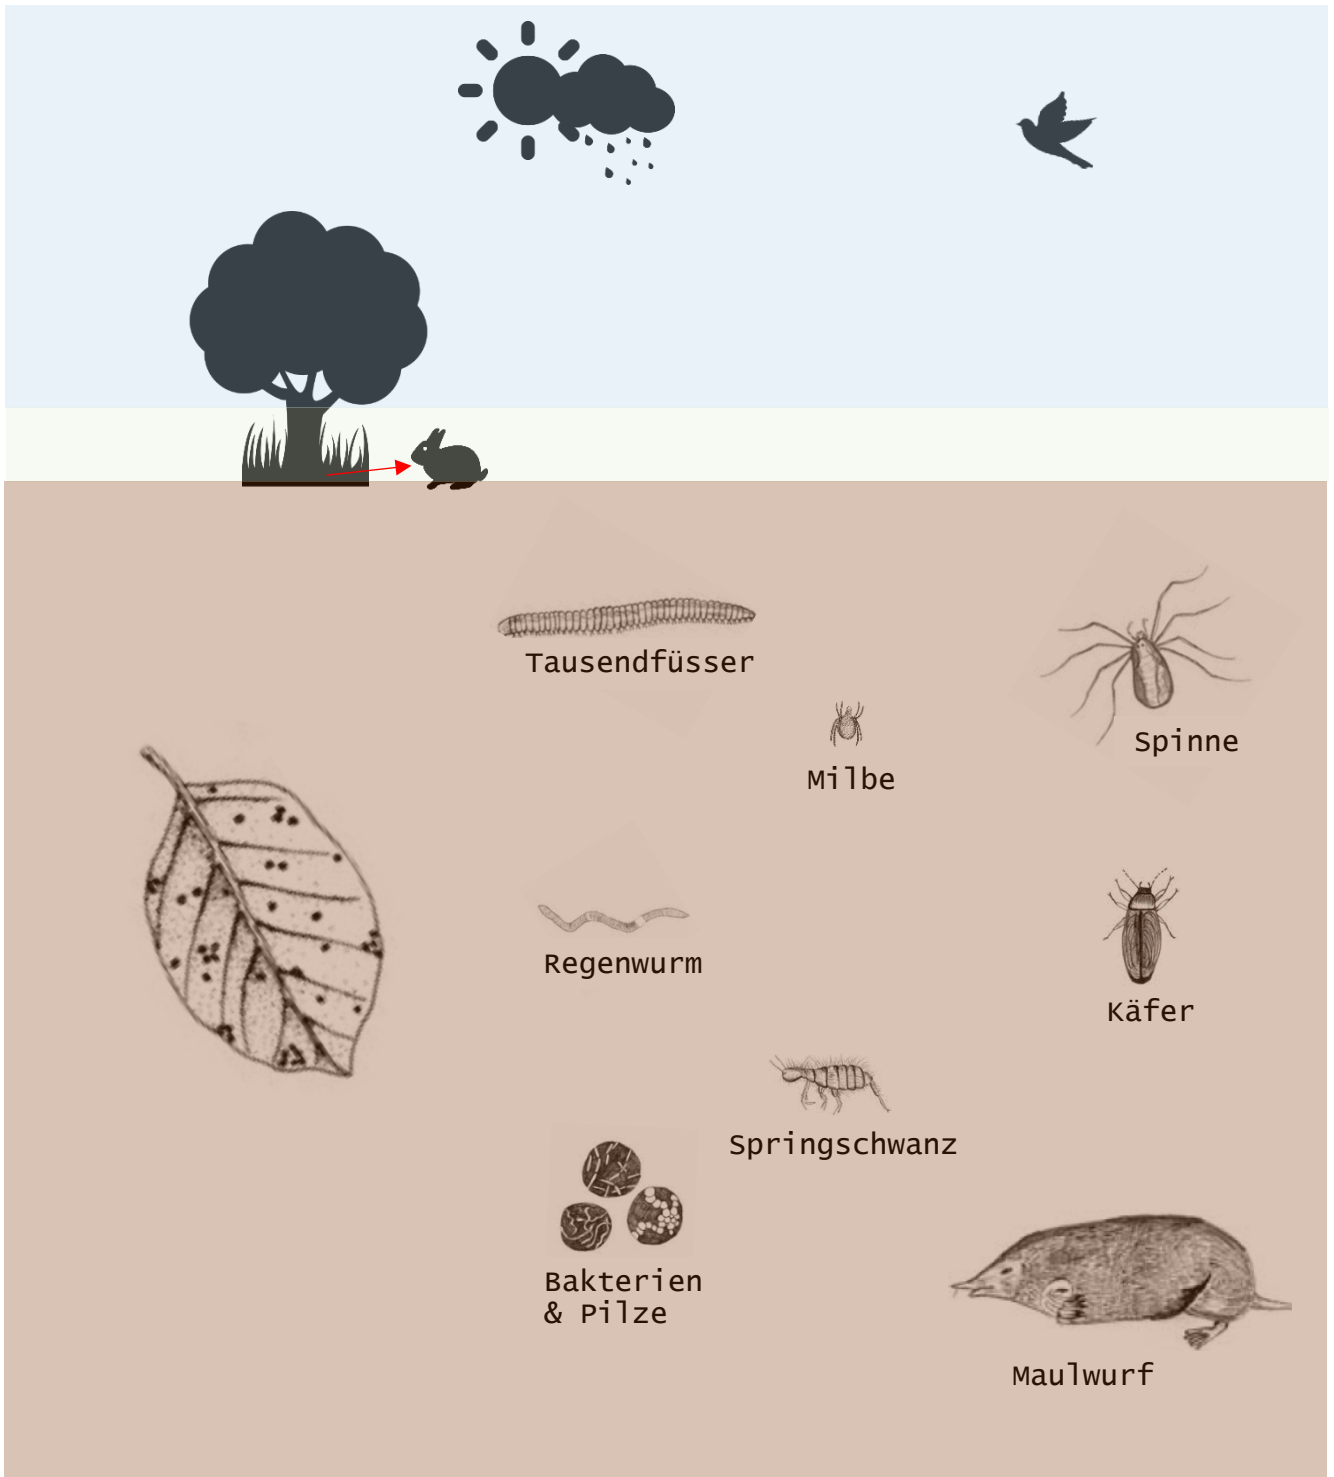 Tausendfüsser
Spinne
Milbe
Regenwurm
Käfer
Springschwanz
Bakterien
& Pilze
Maulwurf